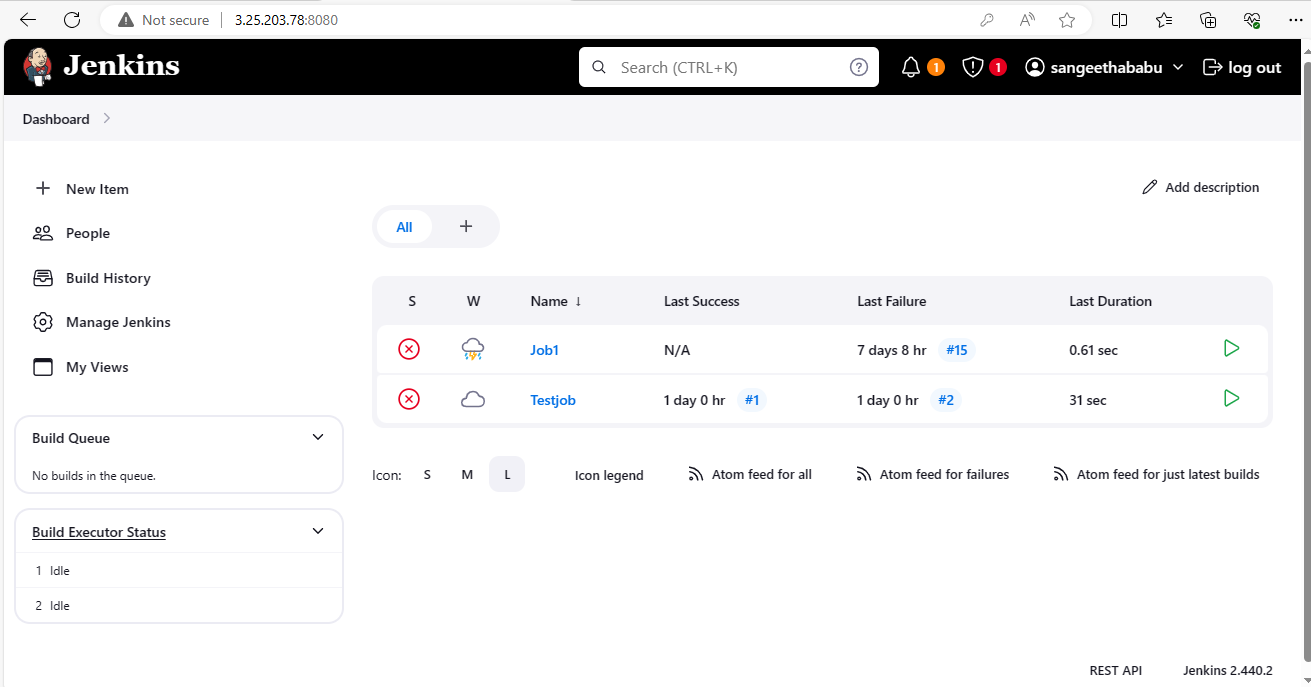 Not secure 3.25.203.78:8080
Jenkins Search (CTRL+K) 1 1 sangeethababu log out
Dashboard
New Item
People
Build History
Manage Jenkins
My Views
Build Queue
No builds in the queue.
Build Executor Status
1 Idle
2 Idle
Add description
All +
S W Name ↓ Last Success Last Failure Last Duration
Job1 N/A 7 days 8 hr #15 0.61 sec
Testjob 1 day 0 hr #1 1 day 0 hr #2 31 sec
Icon: S M L Icon legend Atom feed for all Atom feed for failures Atom feed for just latest builds
REST API Jenkins 2.440.2